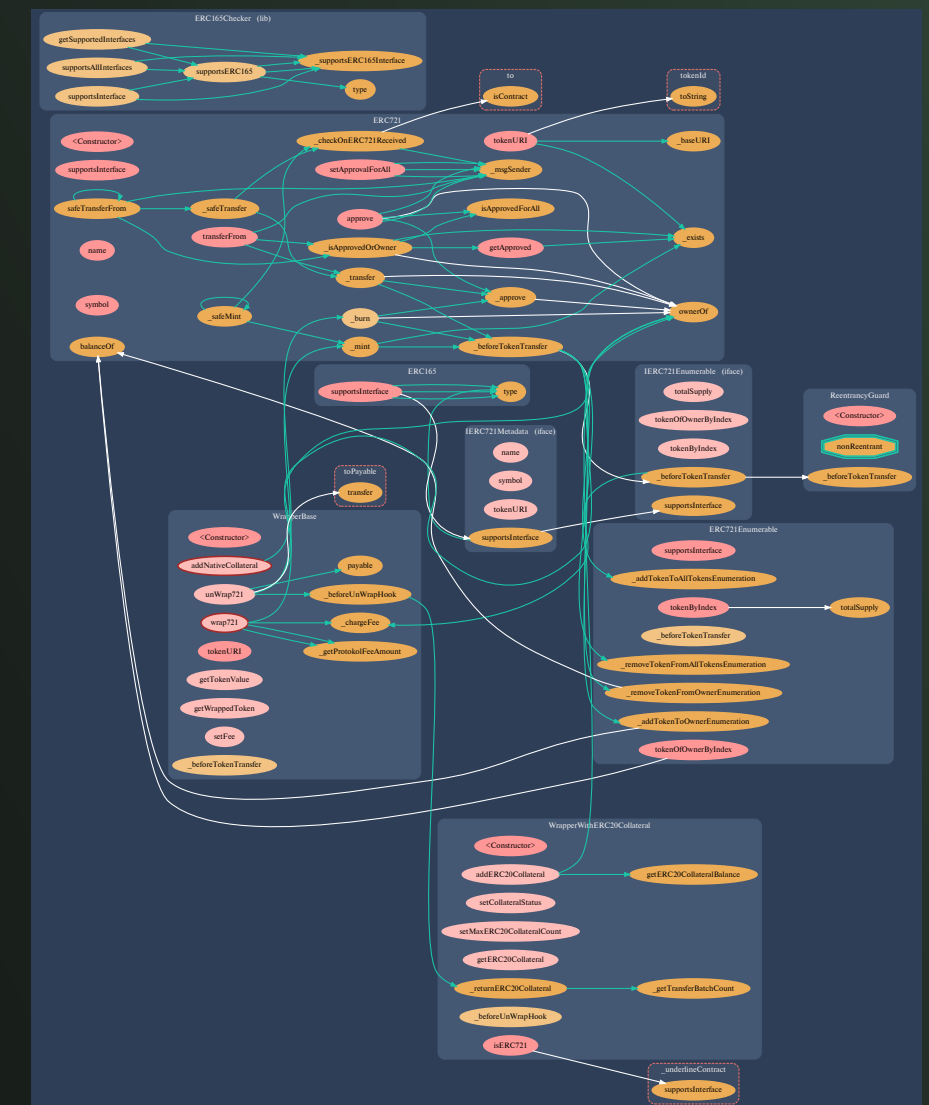 ERC165Checker (lib)
getSupportedInterfaces
supportsAllInterfaces
supportsInterface
supportsERC165
_supportsERC165Interface
type
to
isContract
tokenId
toString
ERC721
<Constructor>
supportsInterface
safeTransferFrom
name
symbol
balanceOf
_safeTransfer
transferFrom
_safeMint
_checkOnERC721Received
setApprovalForAll
approve
_isApprovedOrOwner
_transfer
_burn
_mint
tokenURI
_msgSender
isApprovedForAll
getApproved
_approve
_beforeTokenTransfer
_baseURI
_exists
ownerOf
ERC165
supportsInterface
type
IERC721Metadata (iface)
name
symbol
tokenURI
supportsInterface
IERC721Enumerable (iface)
totalSupply
tokenOfOwnerByIndex
tokenByIndex
_beforeTokenTransfer
supportsInterface
ReentrancyGuard
<Constructor>
nonReentrant
_beforeTokenTransfer
toPayable
transfer
WrapperBase
<Constructor>
addNativeCollateral
unWrap721
wrap721
tokenURI
getTokenValue
getWrappedToken
setFee
_beforeTokenTransfer
payable
_beforeUnWrapHook
_chargeFee
_getProtokolFeeAmount
ERC721Enumerable
supportsInterface
_addTokenToAllTokensEnumeration
tokenByIndex
totalSupply
_beforeTokenTransfer
_removeTokenFromAllTokensEnumeration
_removeTokenFromOwnerEnumeration
_addTokenToOwnerEnumeration
tokenOfOwnerByIndex
WrapperWithERC20Collateral
<Constructor>
addERC20Collateral
getERC20CollateralBalance
setCollateralStatus
setMaxERC20CollateralCount
getERC20Collateral
_returnERC20Collateral
_getTransferBatchCount
_beforeUnWrapHook
isERC721
_underlineContract
supportsInterface